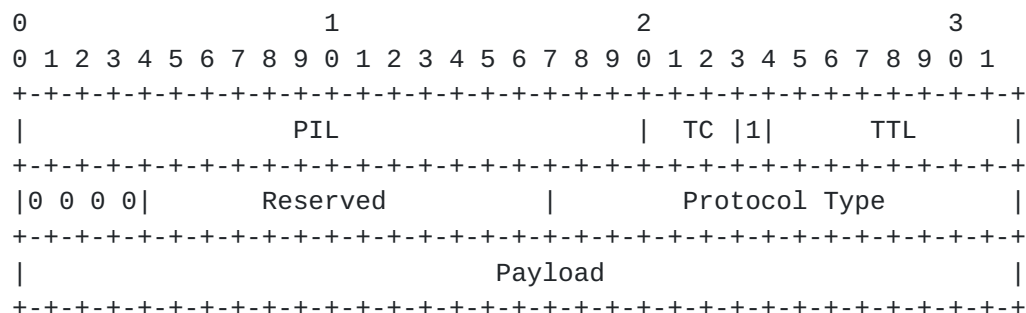 0                   1                   2                   3
0 1 2 3 4 5 6 7 8 9 0 1 2 3 4 5 6 7 8 9 0 1 2 3 4 5 6 7 8 9 0 1
+-+-+-+-+-+-+-+-+-+-+-+-+-+-+-+-+-+-+-+-+-+-+-+-+-+-+-+-+-+-+-+-+
|                 PIL                   |  TC |1|      TTL      |
+-+-+-+-+-+-+-+-+-+-+-+-+-+-+-+-+-+-+-+-+-+-+-+-+-+-+-+-+-+-+-+-+
|0 0 0 0|       Reserved          |        Protocol Type        |
+-+-+-+-+-+-+-+-+-+-+-+-+-+-+-+-+-+-+-+-+-+-+-+-+-+-+-+-+-+-+-+-+
|                              Payload                          |
+-+-+-+-+-+-+-+-+-+-+-+-+-+-+-+-+-+-+-+-+-+-+-+-+-+-+-+-+-+-+-+-+